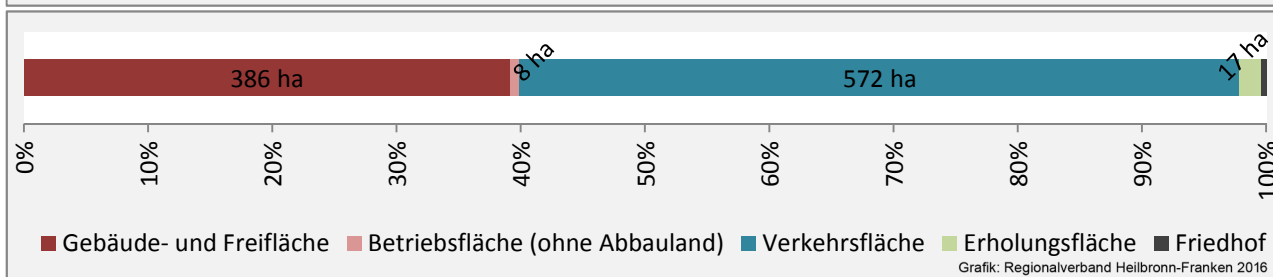 386 ha 8 ha 572 ha 17 ha
0% 10% 20% 30% 40% 50% 60% 70% 80% 90% 100%
Gebäude- und Freifläche Betriebsfläche (ohne Abbauland) Verkehrsfläche Erholungsfläche Friedhof
Grafik: Regionalverband Heilbronn-Franken 2016